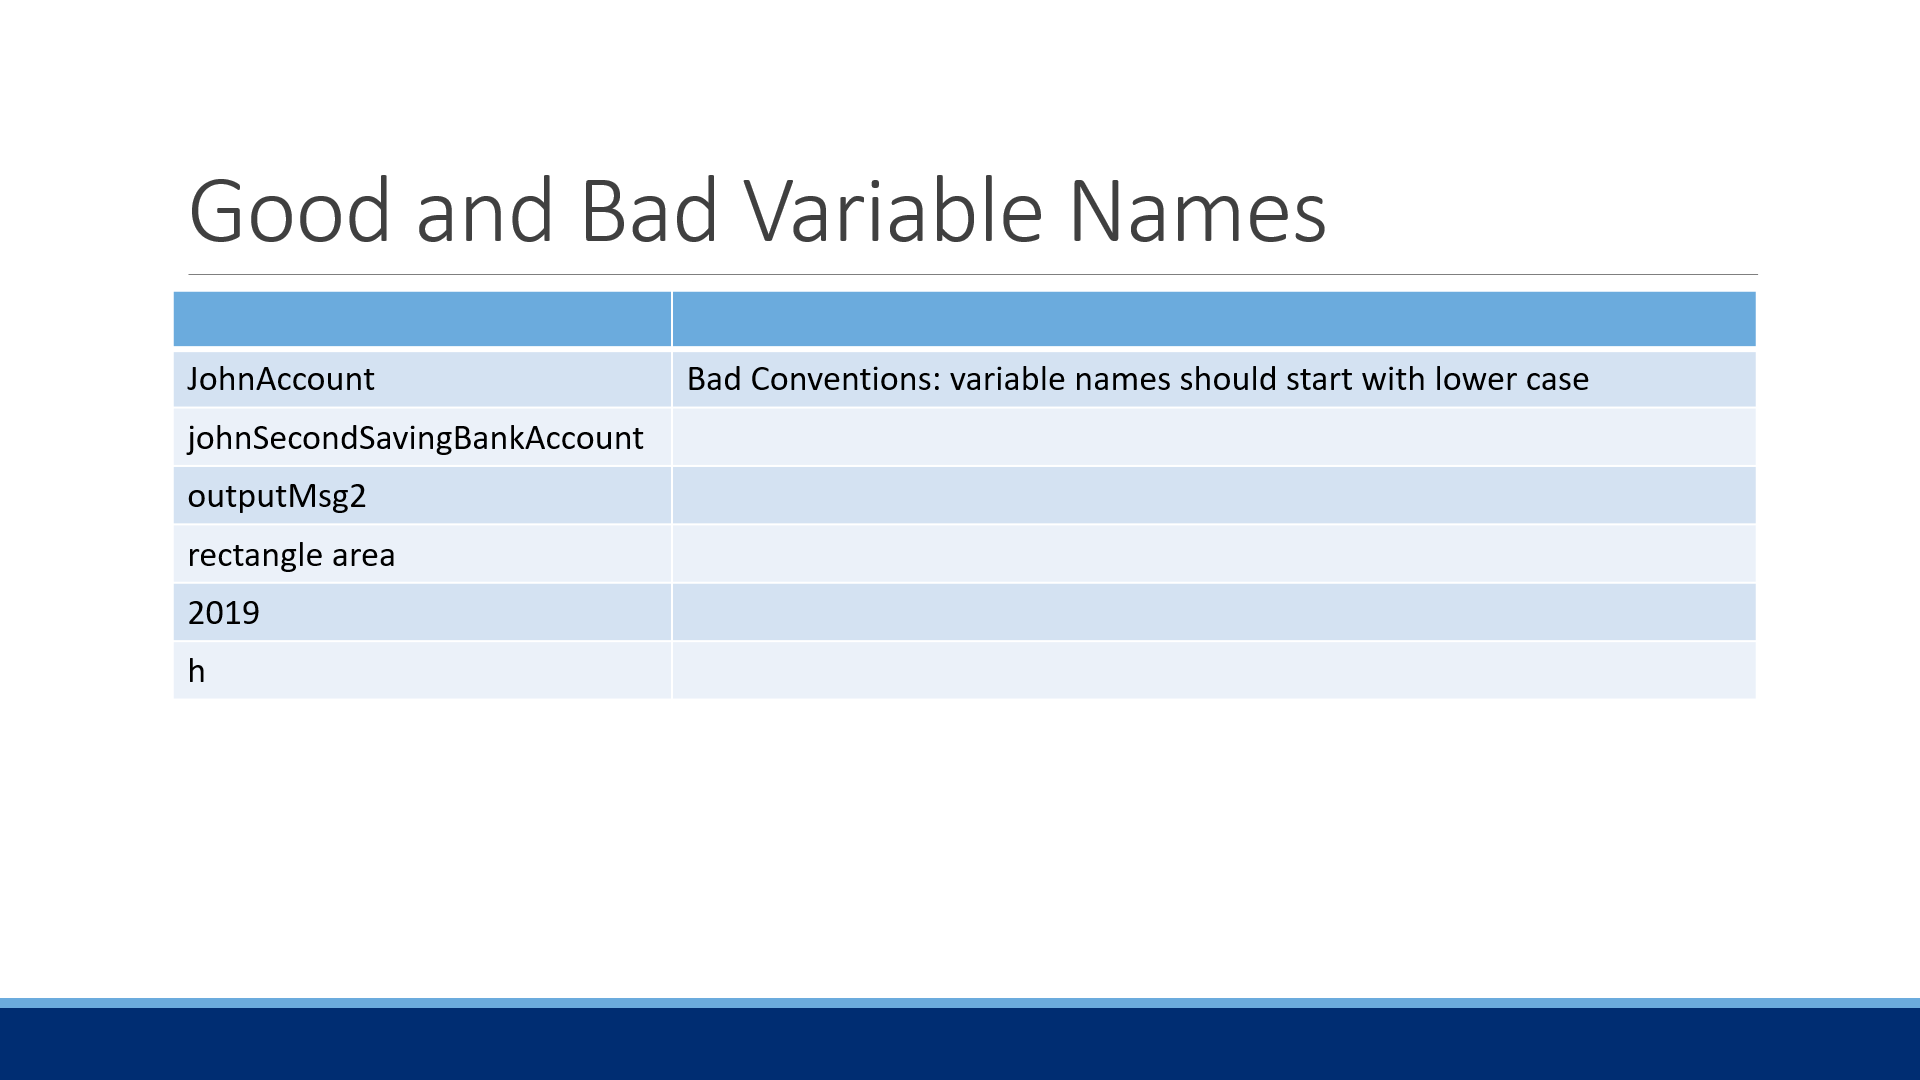 Good and Bad Variable Names
JohnAccount Bad Conventions: variable names should start with lower case
johnSecondSavingBankAccount
outputMsg2
rectangle area
2019
h